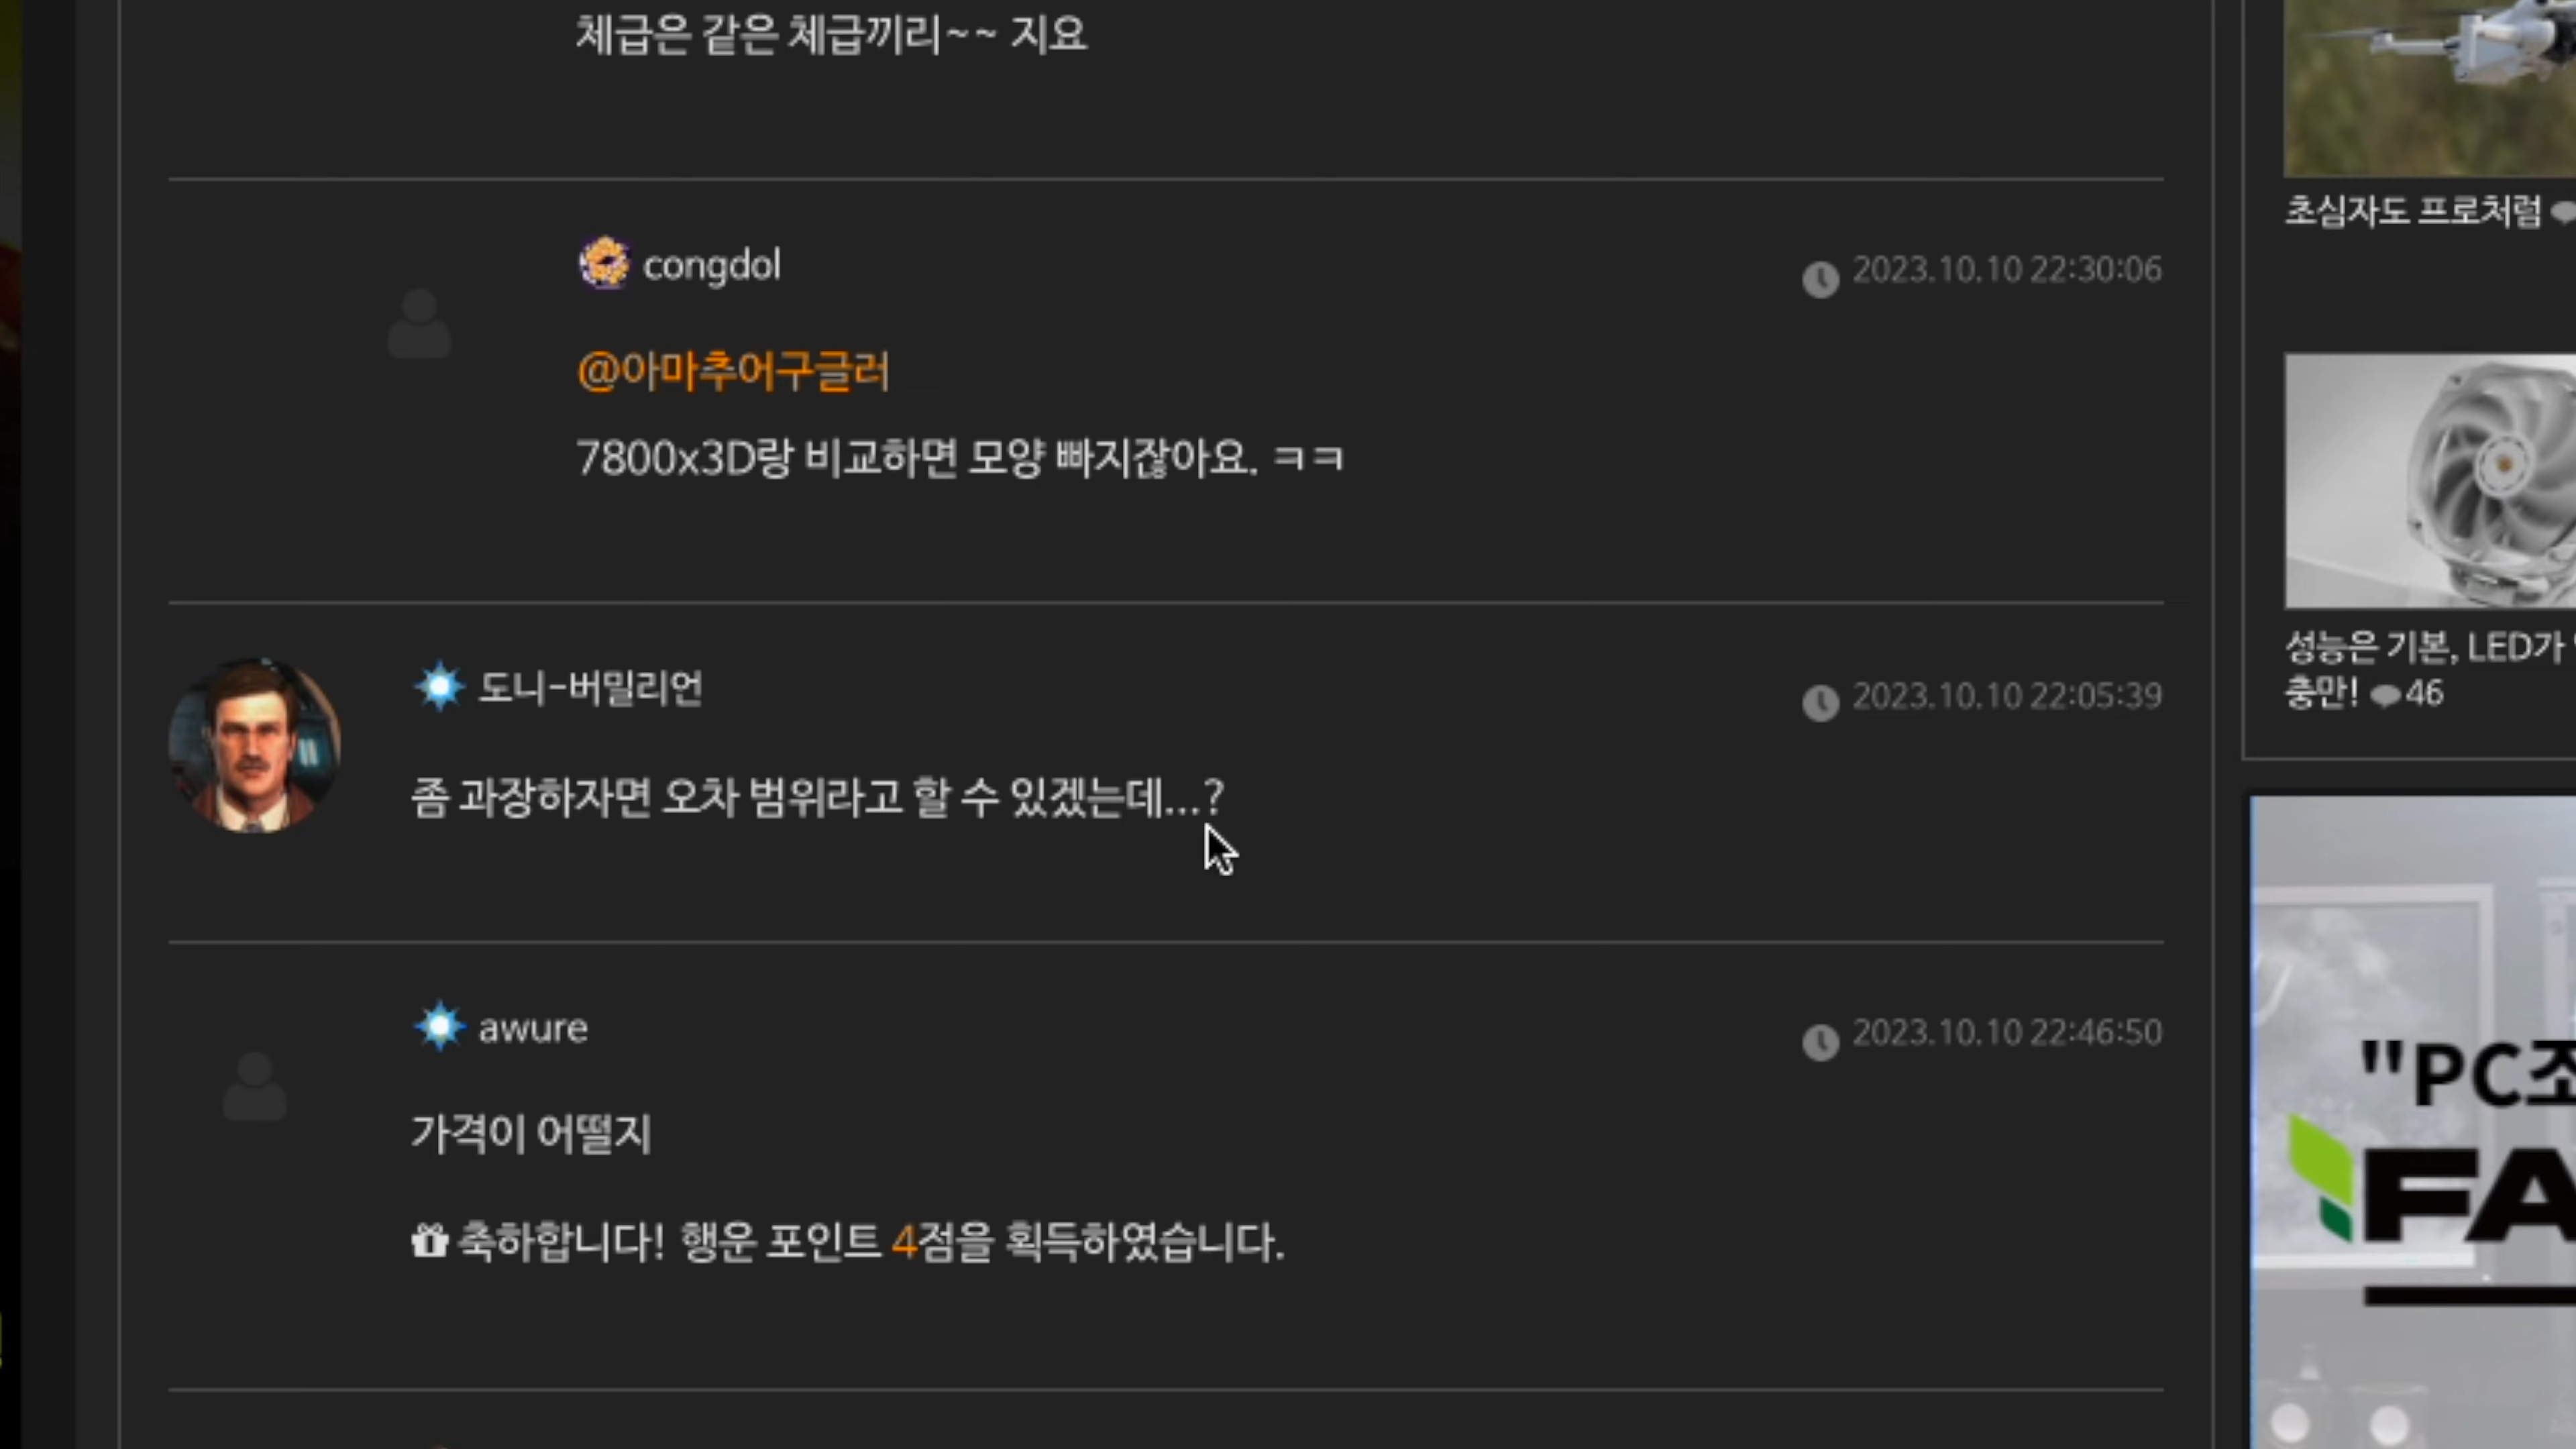 체급은 같은 체급끼리~~ 지요
congdol
2023.10.10 22:30:06
@아마추어구글러
7800x3D랑 비교하면 모양 빠지잖아요. ㅋㅋ
도니-버밀리언
2023.10.10 22:05:39
좀 과장하자면 오차 범위라고 할 수 있겠는데...?
awure
2023.10.10 22:46:50
가격이 어떨지
축하합니다! 행운 포인트 4점을 획득하였습니다.
초심자도 프로처럼
성능은 기본, LED가
충만! 46
"PC조
FA